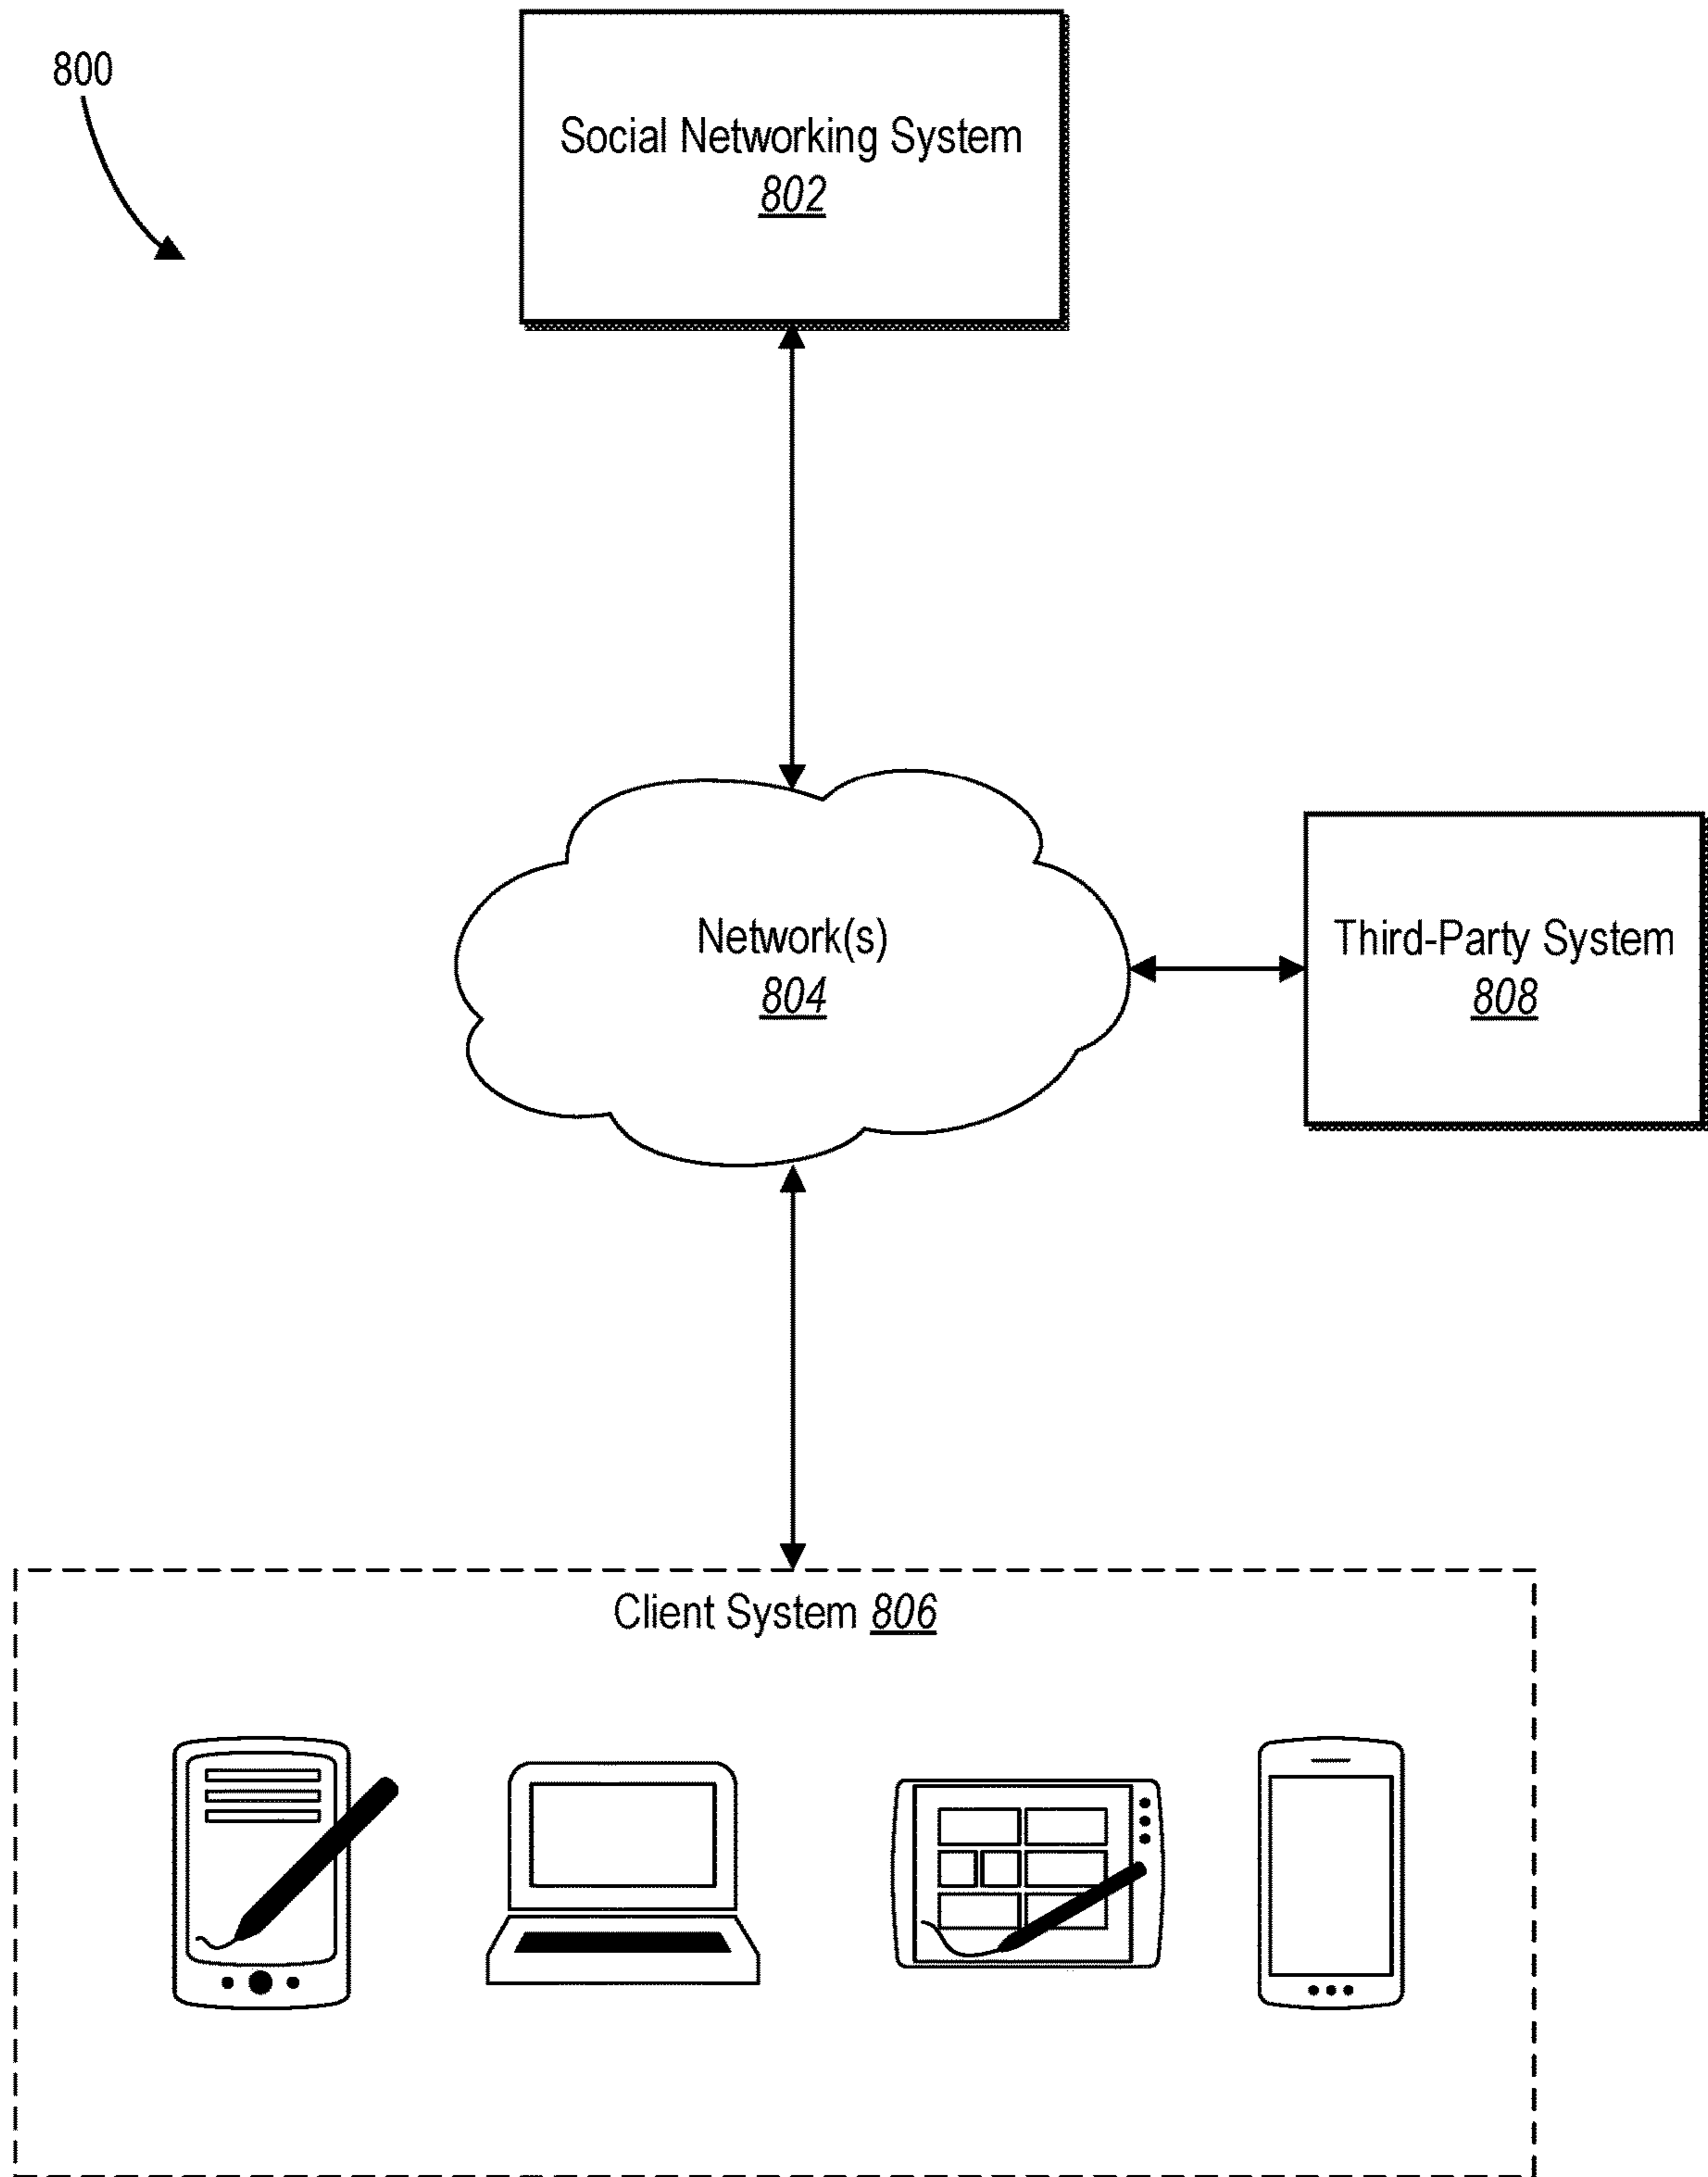 800
Social Networking System
802
Network(s)
804
Third-Party System
808
Client System 806